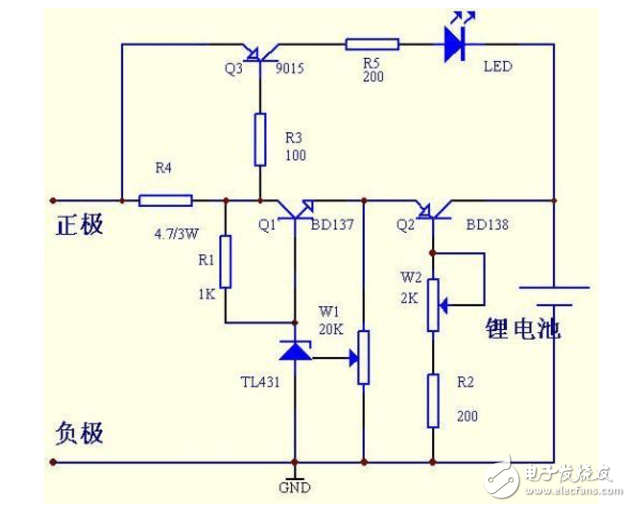 Q3
9015
R5
200
LED
R3
100
R4
正极
4.7/3W
Q1
BD137
Q2
BD138
R1
1K
W1
20K
W2
2K
锂电池
TL431
R2
200
负极
GND
电子发烧友
www.elecfans.com